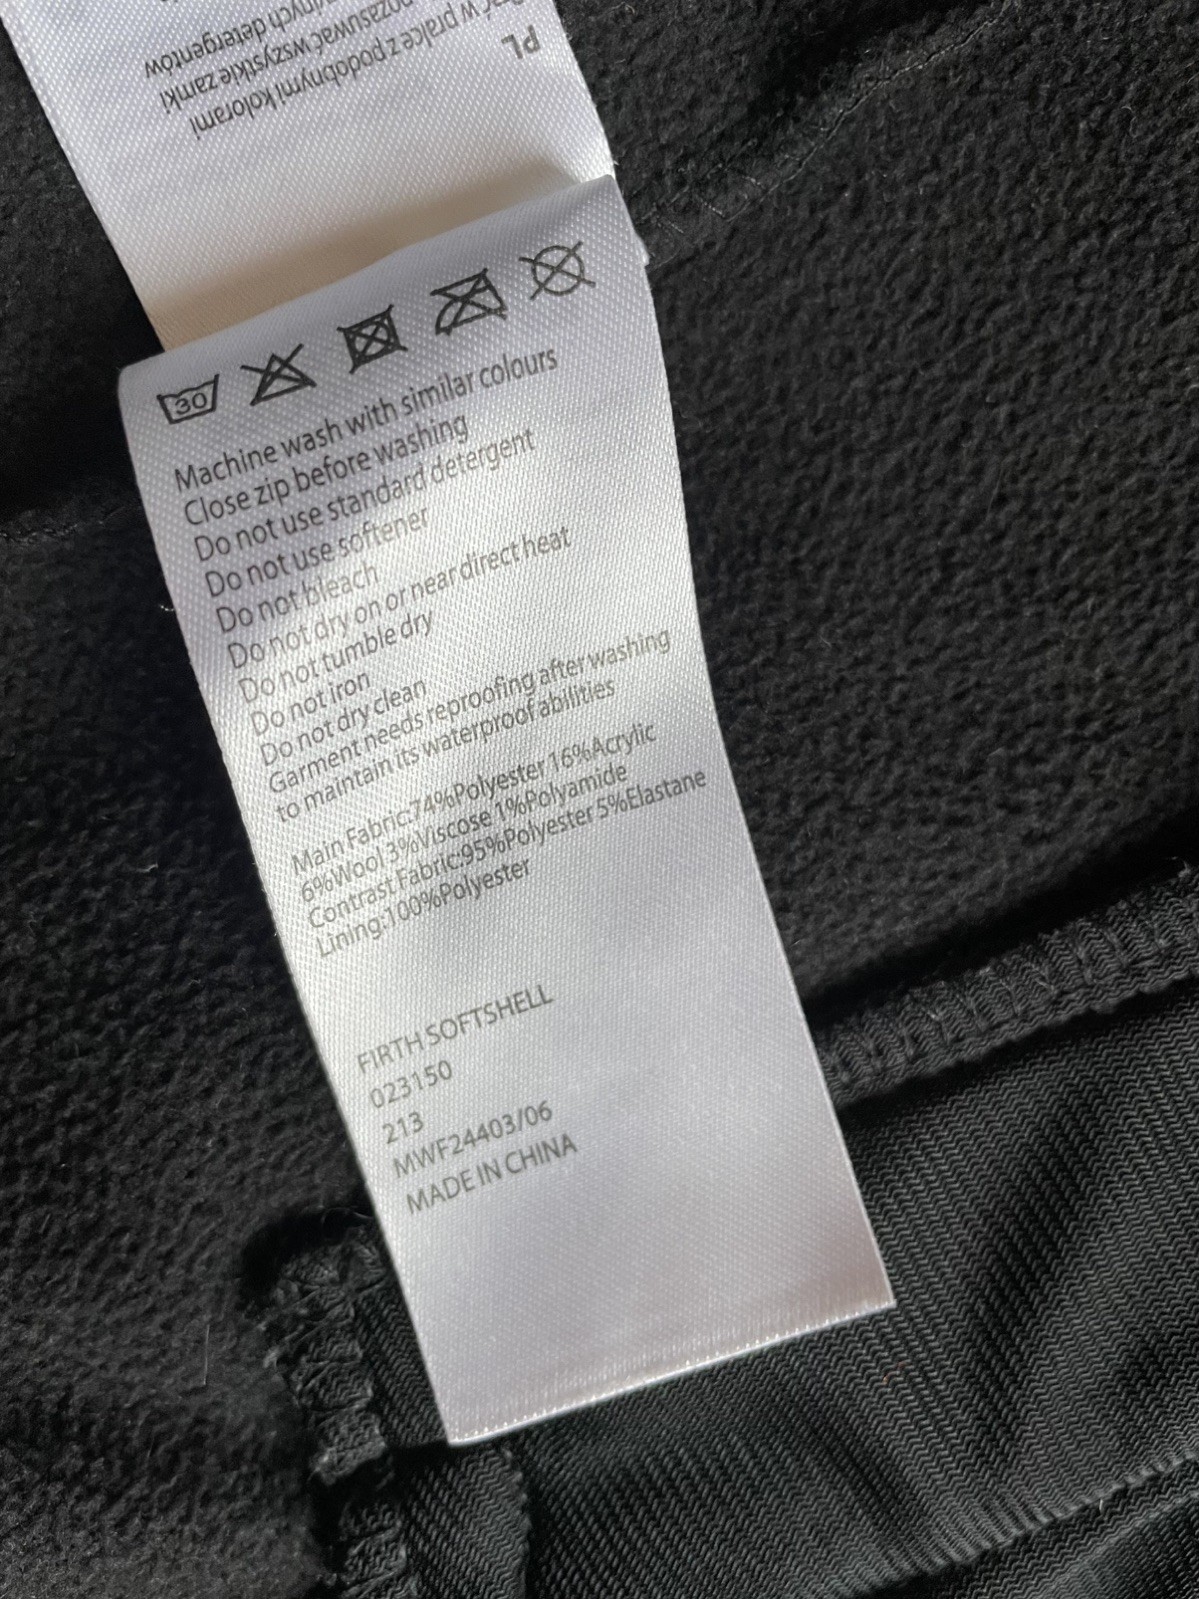 PL
w pralce z podobnymi kolorami
pozasuwać wszystkie zamki
detergentów
30
Machine wash with similar colours
Close zip before washing
Do not use standard detergent
Do not use softener
Do not bleach
Do not dry on or near direct heat
Do not tumble dry
Do not iron
Do not dry clean
Garment needs reproofing after washing
to maintain its waterproof abilities
Main Fabric:74%Polyester 16%Acrylic
6%Wool 3%Viscose 1%Polyamide
Contrast Fabric:95%Polyester 5%Elastane
Lining:100%Polyester
FIRTH SOFTSHELL
023150
213
MWF24403/06
MADE IN CHINA